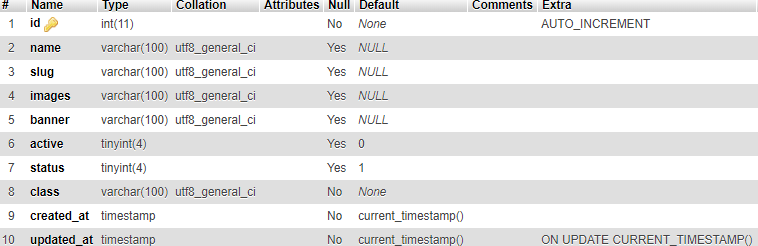 # Name Type Collation Attributes Null Default Comments Extra
1 id int(11) No None AUTO_INCREMENT
2 name varchar(100) utf8_general_ci Yes NULL
3 slug varchar(100) utf8_general_ci Yes NULL
4 images varchar(100) utf8_general_ci Yes NULL
5 banner varchar(100) utf8_general_ci Yes NULL
6 active tinyint(4) Yes 0
7 status tinyint(4) Yes 1
8 class varchar(100) utf8_general_ci No None
9 created_at timestamp No current_timestamp()
10 updated_at timestamp No current_timestamp() ON UPDATE CURRENT_TIMESTAMP()